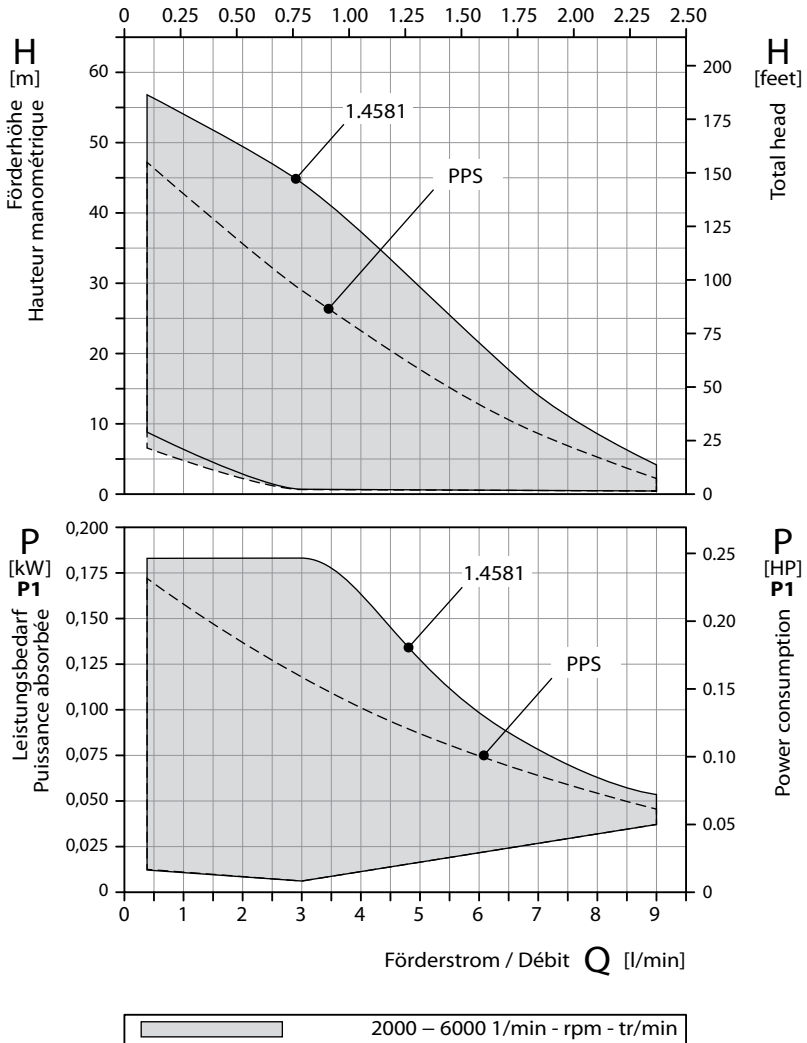 0 0.25 0.50 0.75 1.00 1.25 1.50 1.75 2.00 2.25 2.50
H
[m]
Förderhöhe
Hauteur manométrique
60
50
40
30
20
10
0
1.4581
PPS
H
[feet]
Total head
200
175
150
125
100
75
50
25
0
P
[kW]
P1
Leistungsbedarf
Puissance absorbée
0,200
0,175
0,150
0,125
0,100
0,075
0,050
0,025
0
1.4581
PPS
P
[HP]
P1
Power consumption
0.25
0.20
0.15
0.10
0.05
0
0 1 2 3 4 5 6 7 8 9
Förderstrom / Débit Q [l/min]
2000 – 6000 1/min - rpm - tr/min